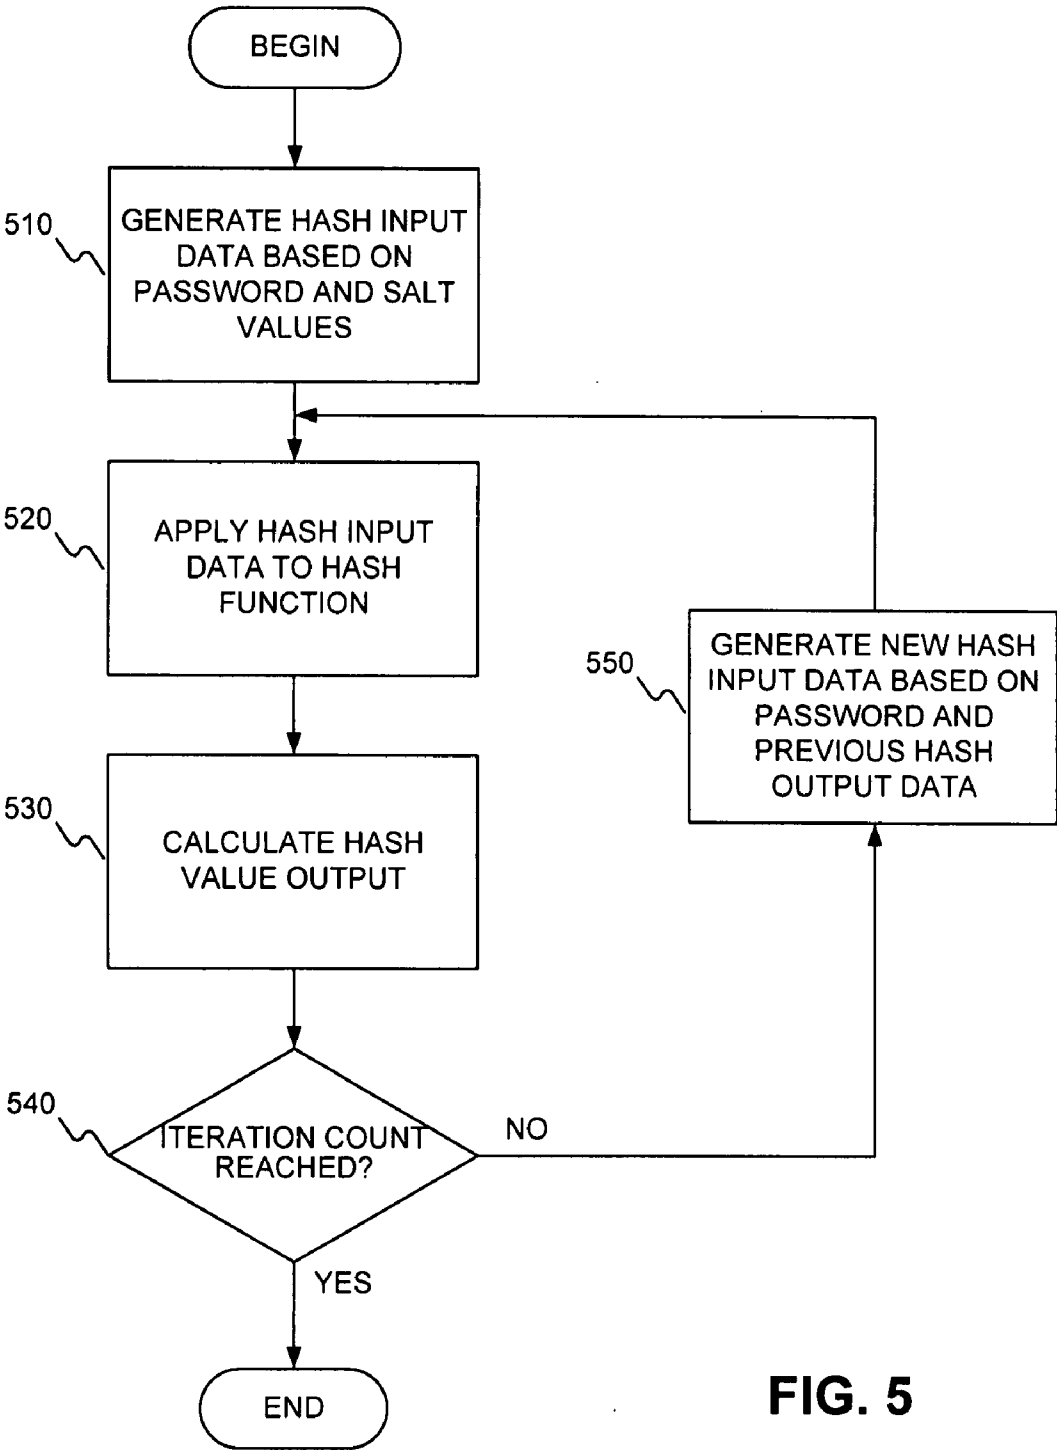 BEGIN
510
GENERATE HASH INPUT
DATA BASED ON
PASSWORD AND SALT
VALUES
520
APPLY HASH INPUT
DATA TO HASH
FUNCTION
550
GENERATE NEW HASH
INPUT DATA BASED ON
PASSWORD AND
PREVIOUS HASH
OUTPUT DATA
530
CALCULATE HASH
VALUE OUTPUT
540
ITERATION COUNT
REACHED?
NO
YES
END
FIG. 5